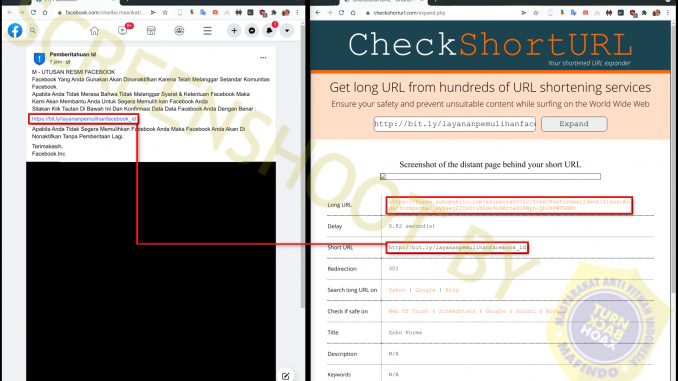 facebook.com/charibo.masnkat/...
checkshorturl.com/expand.php
Pemberitahuan Id
7 jam
M - UTUSAN RESMI FACEBOOK
Facebook Yang Anda Gunakan Akan Dinonaktifkan Karena Telah Melanggar Setandar Komunitas
Facebook.
Apabila Anda Tidak Merasa Bahwa Tidak Melanggar Syarat & Ketentuan Facebook Maka
Kami Akan Membantu Anda Untuk Segera Memulih kan Facebook Anda
Silakan Klik Tautan Di Bawah Ini Dan Konfirmasi Data Data Facebook Anda Dengan Benar :
https://bit.ly/layananpemulihanfacebook_id
Apabila Anda Tidak Segera Memulihkan Facebook Anda Maka Facebook Anda Akan Di
Nonaktifkan Tanpa Pemberitaan Lagi.
Terimakasih,
Facebook.Inc
CheckShortURL
Your shortened URL expander
Get long URL from hundreds of URL shortening services
Ensure your safety and prevent unsuitable content while surfing on the World Wide Web
http://bit.ly/layananpemulihanfaceb
Expand
Screenshot of the distant page behind your short URL
Long URL
Delay
0.82 second(s)
Short URL
http://bit.ly/layananpemulihanfacebook_id
Redirection
301
Search long URL on
Yahoo | Google | Bing
Check if safe on
Web Of Trust | SiteAdvisor | Google | Sucuri | Norton
Title
Zoho Forms
Description
N/A
Keywords
N/A
SCREENSHOOT BY
MASYARAKAT ANTI FITNAH INDONESIA
TURN BACK HOAX
MAFINDO